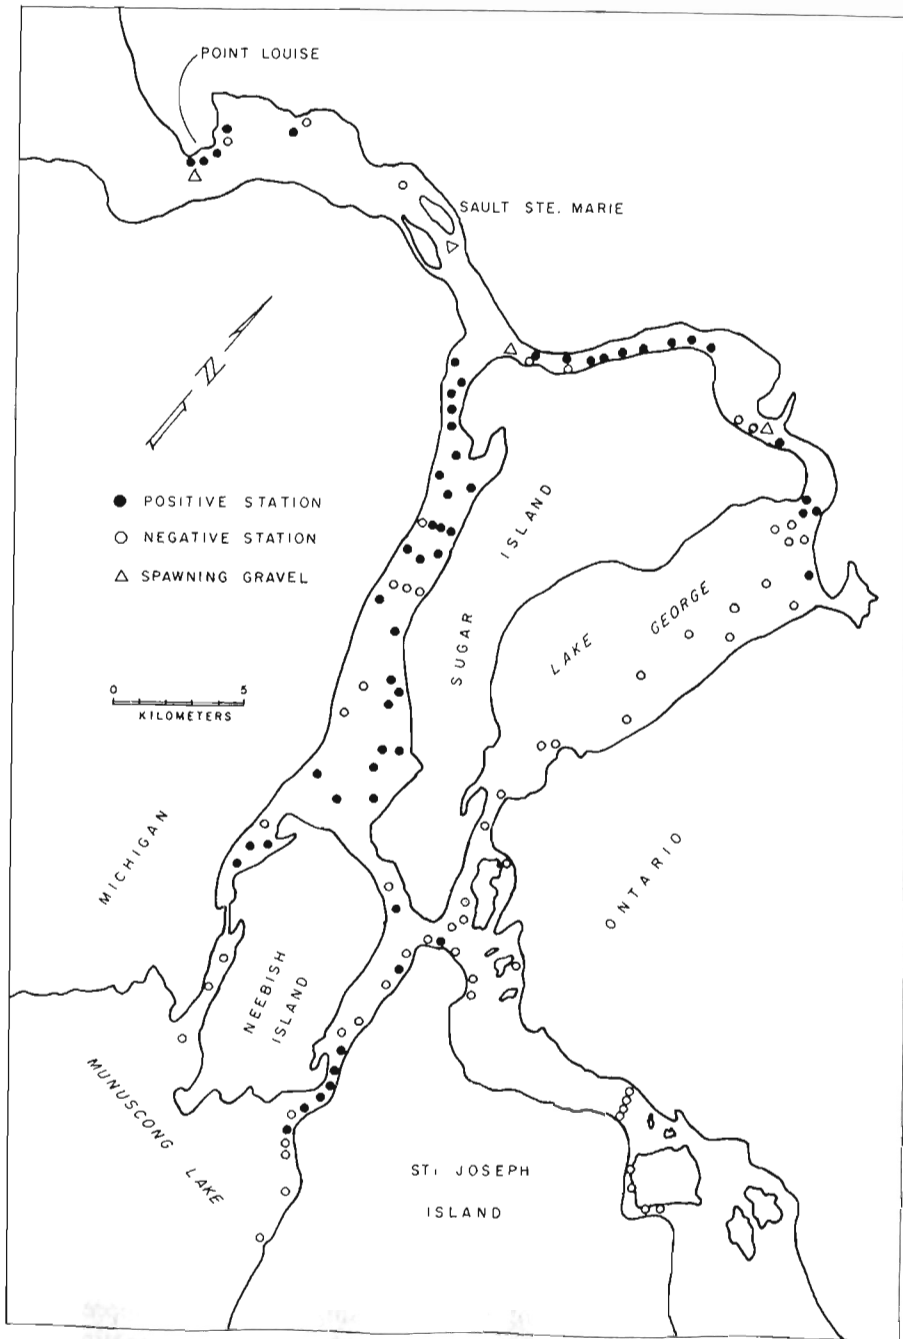 POINT LOUISE
SAULT STE. MARIE
N
POSITIVE STATION
NEGATIVE STATION
SPAWNING GRAVEL
SUGAR ISLAND
LAKE GEORGE
0 5
KILOMETERS
MICHIGAN
ONTARIO
NEEBISH
ISLAND
MUNUSCONG LAKE
ST. JOSEPH
ISLAND